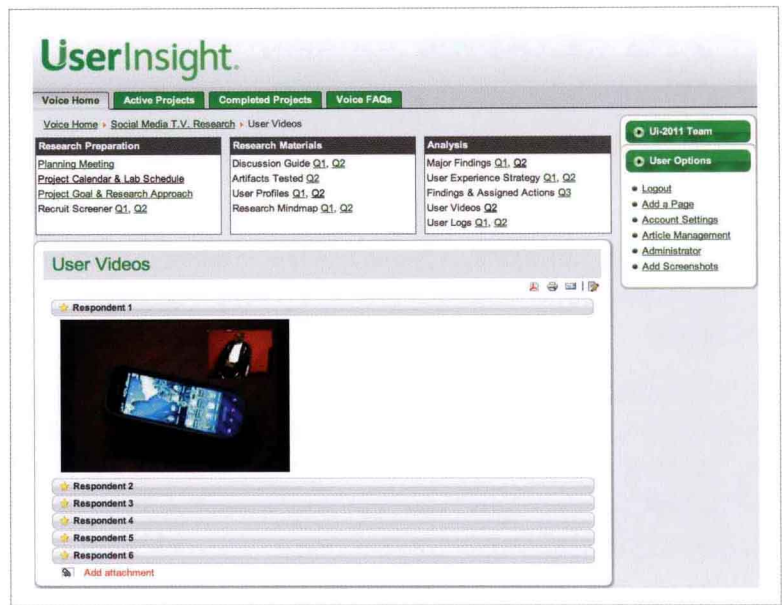 UserInsight.
Voice Home Active Projects Completed Projects Voice FAQs
Voice Home ▸ Social Media T.V. Research ▸ User Videos
Research Preparation
Planning Meeting
Project Calendar & Lab Schedule
Project Goal & Research Approach
Recruit Screener Q1, Q2
Research Materials
Discussion Guide Q1, Q2
Artifacts Tested Q2
User Profiles Q1, Q2
Research Mindmap Q1, Q2
Analysis
Major Findings Q1, Q2
User Experience Strategy Q1, Q2
Findings & Assigned Actions Q3
User Videos Q2
User Logs Q1, Q2
Ui-2011 Team
User Options
Logout
Add a Page
Account Settings
Article Management
Administrator
Add Screenshots
User Videos
Respondent 1
Respondent 2
Respondent 3
Respondent 4
Respondent 5
Respondent 6
Add attachment